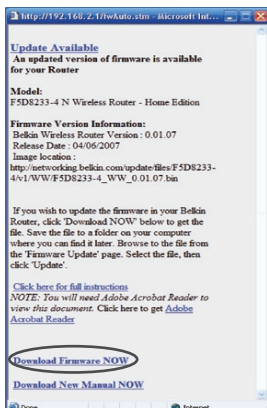 http://192.168.2.1/fwAuto.stm - Microsoft Int...
Update Available
An updated version of firmware is available
for your Router
Model:
F5D8233-4 N Wireless Router - Home Edition
Firmware Version Information:
Belkin Wireless Router Version : 0.01.07
Release Date : 04/06/2007
Image location :
http://networking.belkin.com/update/files/F5D8233-
4/v1/WW/F5D8233-4_WW_0.01.07.bin
If you wish to update the firmware in your Belkin
Router, click 'Download NOW' below to get the
file. Save the file to a folder on your computer
where you can find it later. Browse to the file from
the 'Firmware Update' page. Select the file, then
click 'Update'.
Click here for full instructions
NOTE: You will need Adobe Acrobat Reader to
view this document. Click here to get Adobe
Acrobat Reader
Download Firmware NOW
Download New Manual NOW
Done
Internet